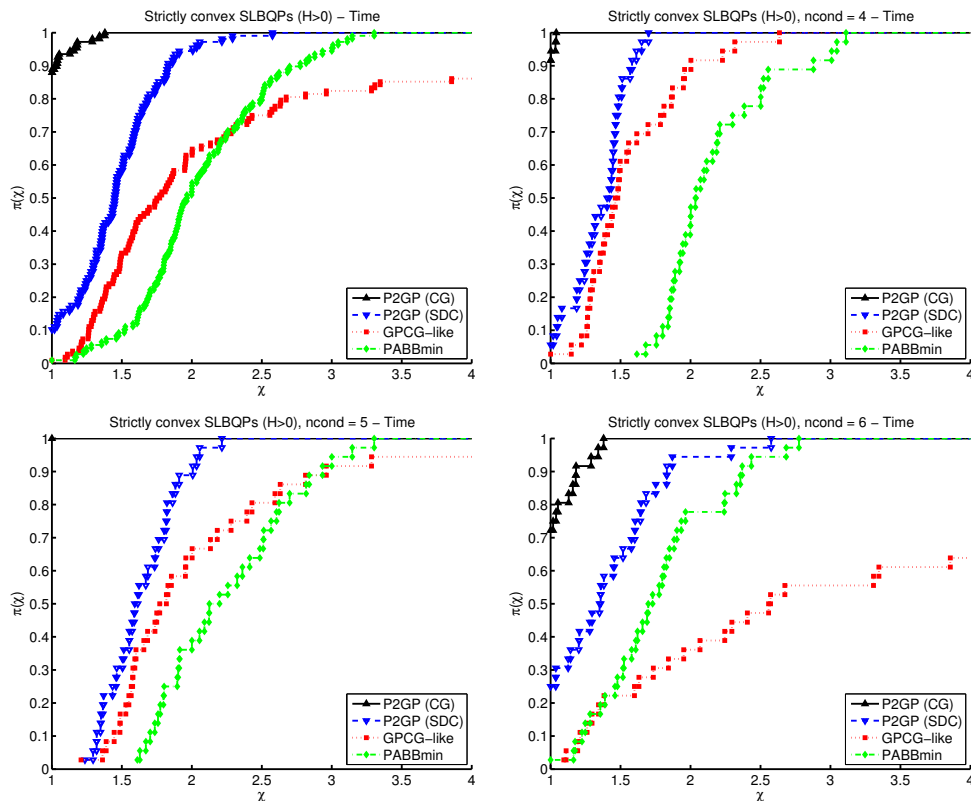 Strictly convex SLBQPs (H>0) − Time
1
0.9
0.8
0.7
0.6
0.5
0.4
0.3
0.2
0.1
0
π(χ)
1 1.5 2 2.5 3 3.5 4
χ
P2GP (CG)
P2GP (SDC)
GPCG−like
PABBmin
Strictly convex SLBQPs (H>0), ncond = 4 − Time
1
0.9
0.8
0.7
0.6
0.5
0.4
0.3
0.2
0.1
0
π(χ)
1 1.5 2 2.5 3 3.5 4
χ
P2GP (CG)
P2GP (SDC)
GPCG−like
PABBmin
Strictly convex SLBQPs (H>0), ncond = 5 − Time
1
0.9
0.8
0.7
0.6
0.5
0.4
0.3
0.2
0.1
0
π(χ)
1 1.5 2 2.5 3 3.5 4
χ
P2GP (CG)
P2GP (SDC)
GPCG−like
PABBmin
Strictly convex SLBQPs (H>0), ncond = 6 − Time
1
0.9
0.8
0.7
0.6
0.5
0.4
0.3
0.2
0.1
0
π(χ)
1 1.5 2 2.5 3 3.5 4
χ
P2GP (CG)
P2GP (SDC)
GPCG−like
PABBmin